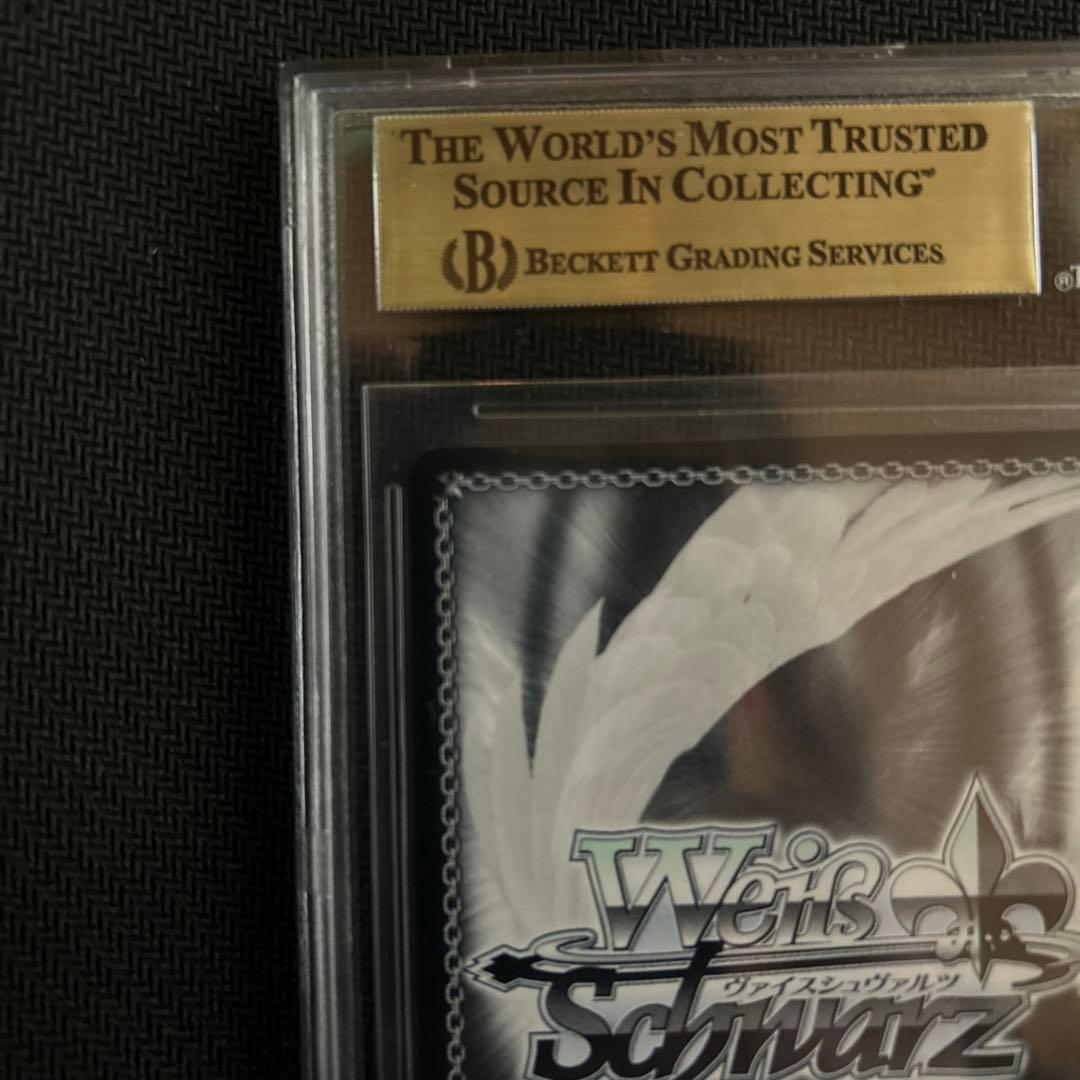 THE WORLD'S MOST TRUSTED
SOURCE IN COLLECTING™
B BECKETT GRADING SERVICES
®
Weiß
ヴァイスシュヴァルツ
Schwarz